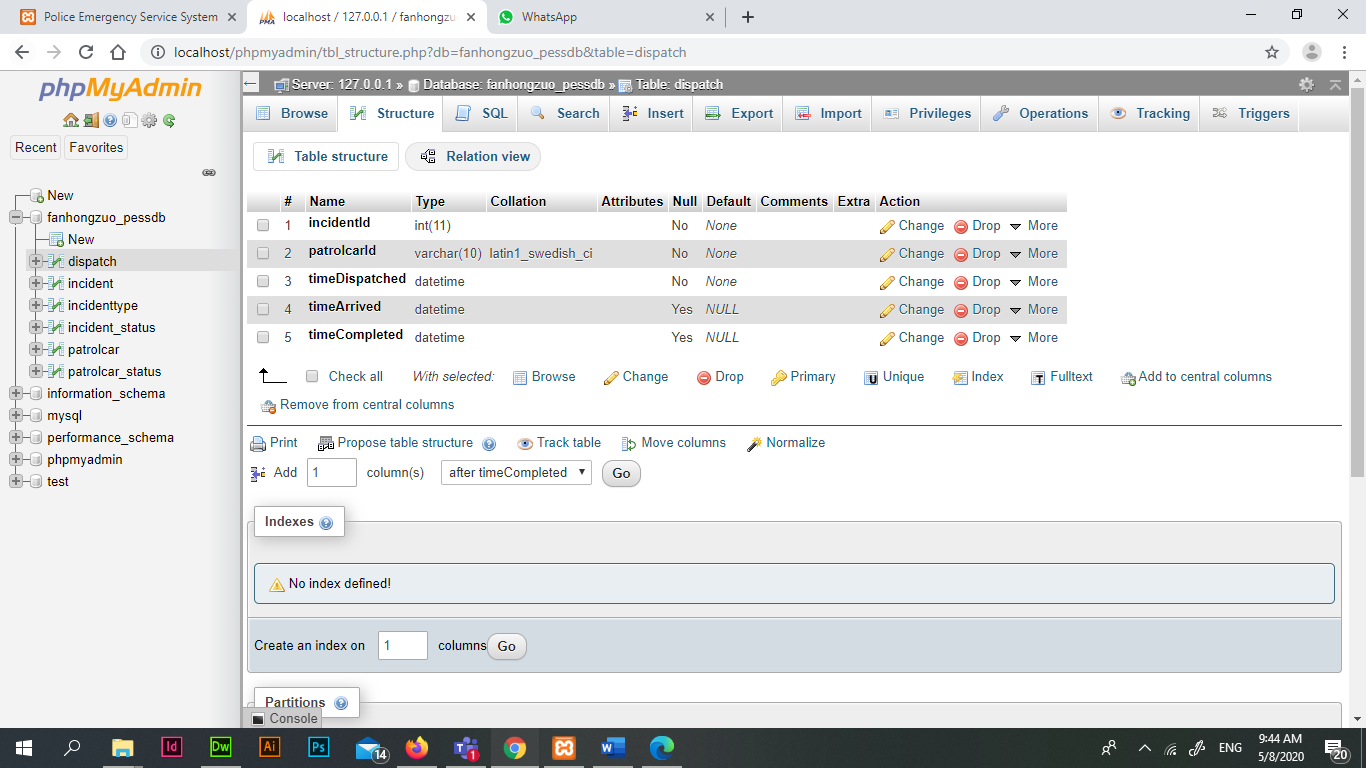 Police Emergency Service System
localhost / 127.0.0.1 / fanhongzuo
WhatsApp
localhost/phpmyadmin/tbl_structure.php?db=fanhongzuo_pessdb&table=dispatch
phpMyAdmin
Recent Favorites
New
fanhongzuo_pessdb
New
dispatch
incident
incidenttype
incident_status
patrolcar
patrolcar_status
information_schema
mysql
performance_schema
phpmyadmin
test
Server: 127.0.0.1 » Database: fanhongzuo_pessdb » Table: dispatch
Browse Structure SQL Search Insert Export Import Privileges Operations Tracking Triggers
Table structure Relation view
# Name Type Collation Attributes Null Default Comments Extra Action
1 incidentId int(11) No None Change Drop More
2 patrolcarId varchar(10) latin1_swedish_ci No None Change Drop More
3 timeDispatched datetime No None Change Drop More
4 timeArrived datetime Yes NULL Change Drop More
5 timeCompleted datetime Yes NULL Change Drop More
Check all With selected: Browse Change Drop Primary Unique Index Fulltext Add to central columns
Remove from central columns
Print Propose table structure Track table Move columns Normalize
Add 1 column(s) after timeCompleted Go
Indexes
No index defined!
Create an index on 1 columns Go
Partitions
Console
Id Dw Ai Ps 14 1 W
ENG
9:44 AM
5/8/2020
20